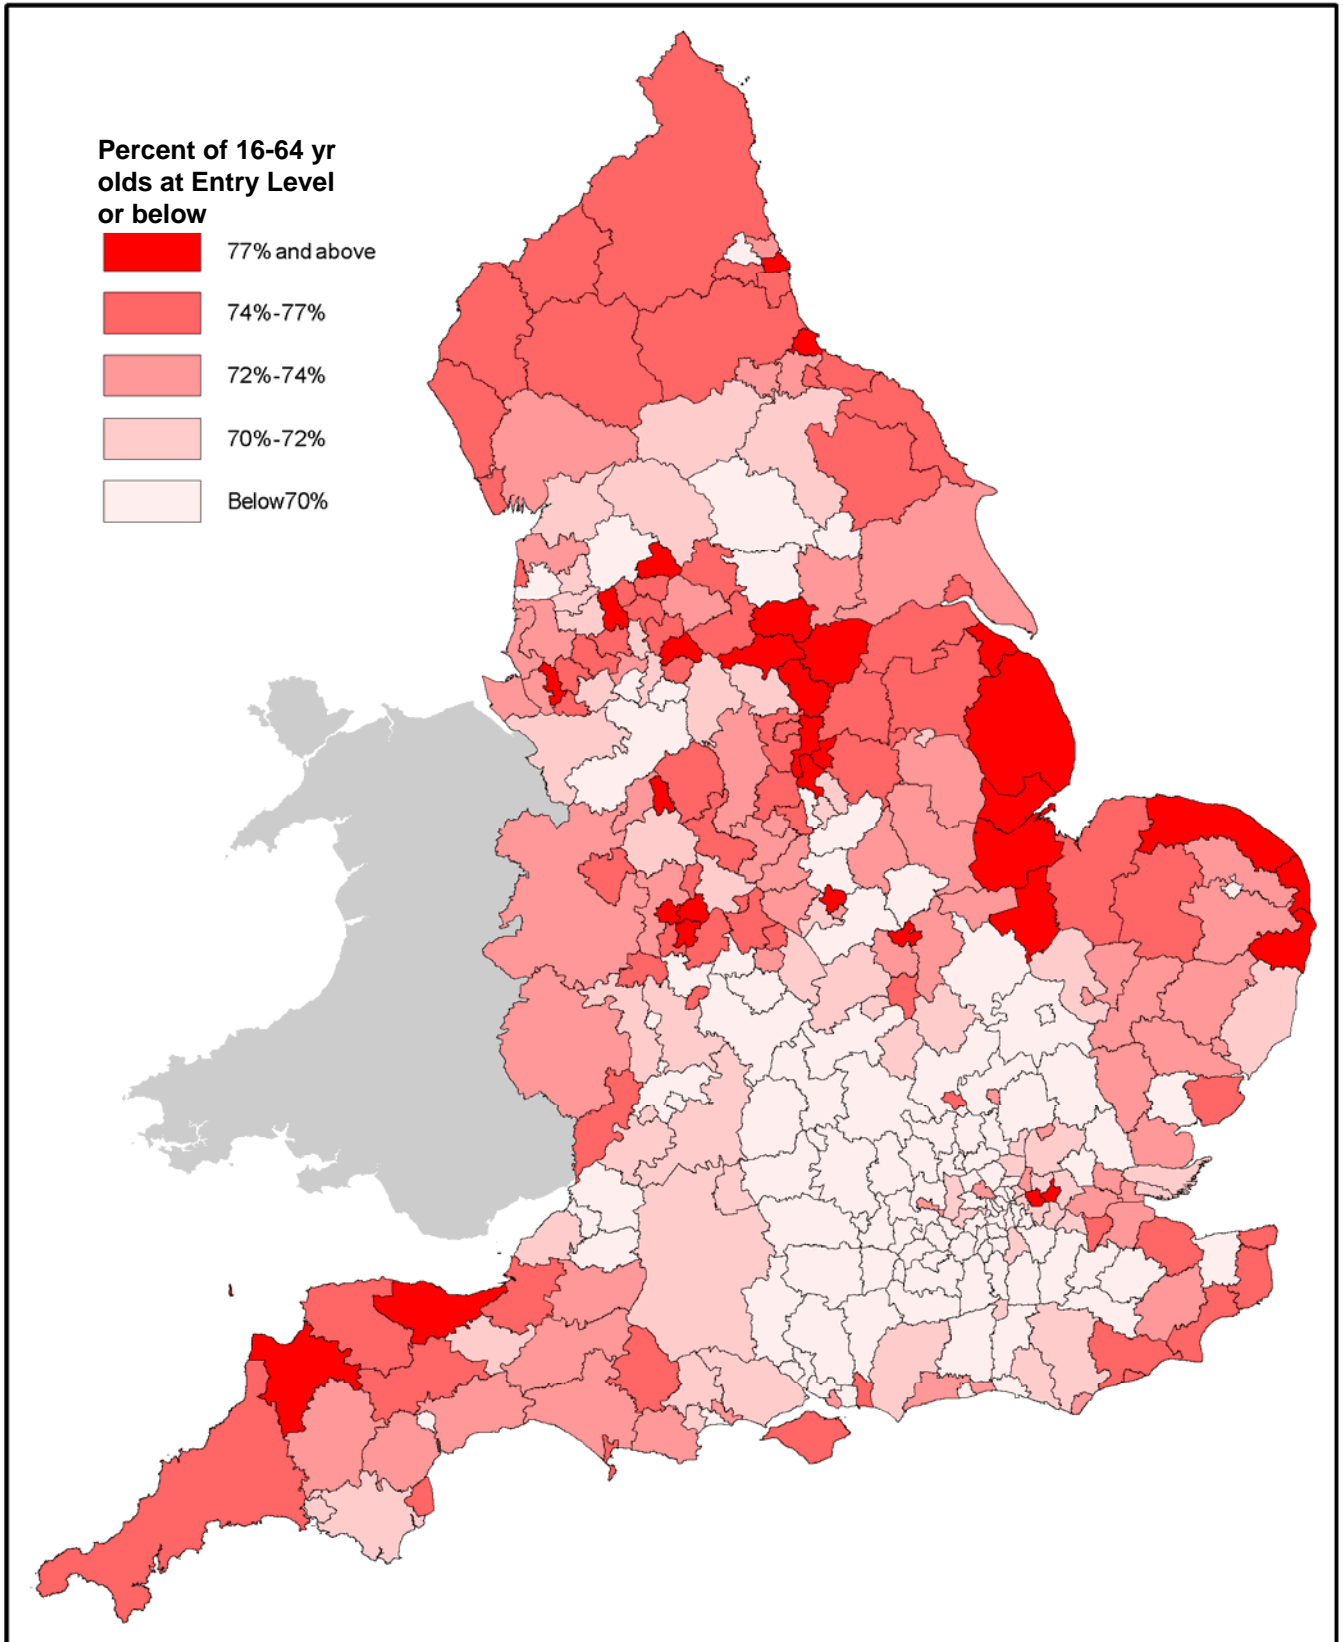 Percent of 16-64 yr
olds at Entry Level
or below
77% and above
74%-77%
72%-74%
70%-72%
Below70%